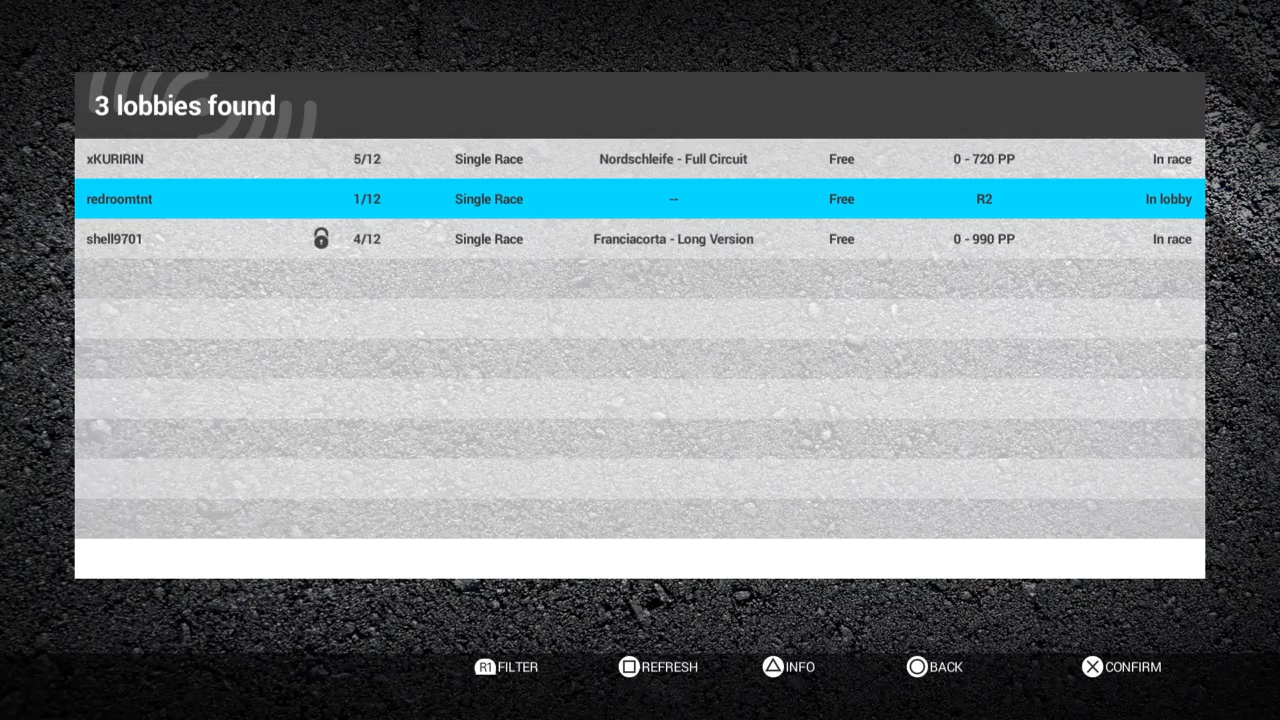 3 lobbies found
xKURIRIN 5/12 Single Race Nordschleife - Full Circuit Free 0 - 720 PP In race
redroomtnt 1/12 Single Race -- Free R2 In lobby
shell9701 4/12 Single Race Franciacorta - Long Version Free 0 - 990 PP In race
R1 FILTER REFRESH INFO BACK CONFIRM